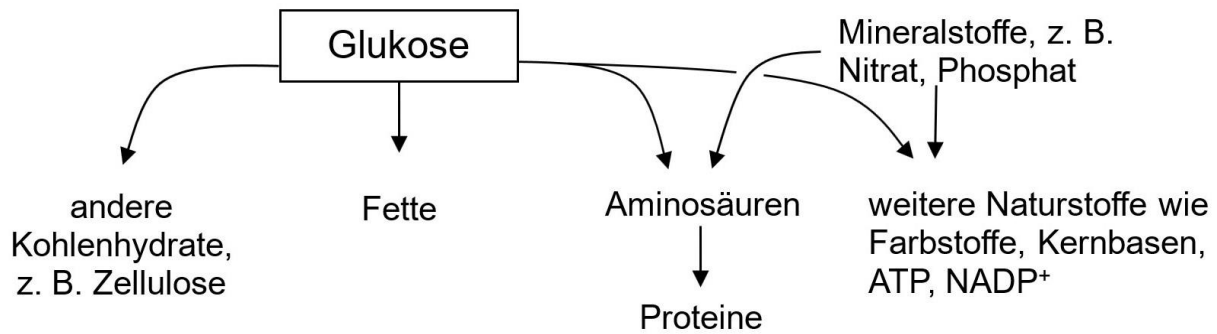 Glukose
Mineralstoffe, z. B.
Nitrat, Phosphat
andere
Kohlenhydrate,
z. B. Zellulose
Fette
Aminosäuren
Proteine
weitere Naturstoffe wie
Farbstoffe, Kernbasen,
ATP, NADP⁺